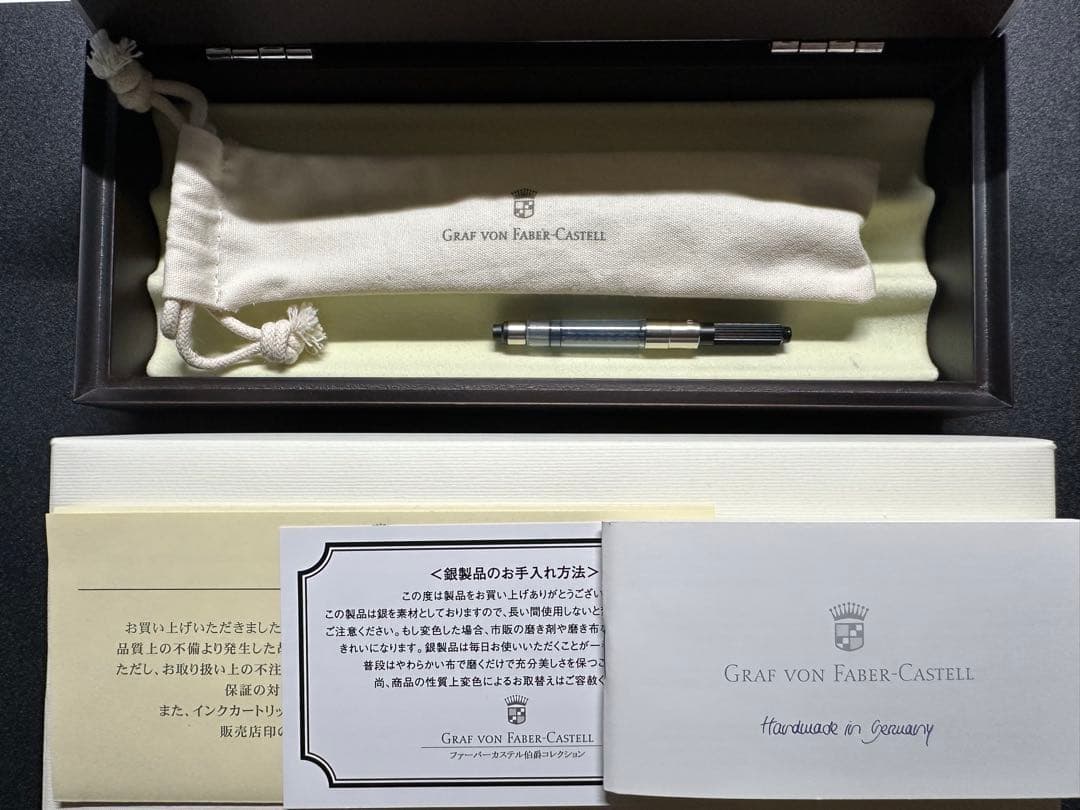 GRAF VON FABER-CASTELL
お買い上げいただきました
品質上の不備より発生した
ただし、お取り扱い上の不注
保証の対
また、インクカートリッ
販売店印の
<銀製品のお手入れ方法>
この度は製品をお買い上げありがとうござい
この製品は銀を素材としておりますので、長い間使用しないと
ご注意ください。もし変色した場合、市販の磨き剤や磨き布な
きれいになります。銀製品は毎日お使いいただくことが一
普段はやわらかい布で磨くだけで充分美しさを保つこ
尚、商品の性質上変色によるお取替えはご容赦く
GRAF VON FABER-CASTELL
ファーバーカステル伯爵コレクション
GRAF VON FABER-CASTELL
Handmade in Germany